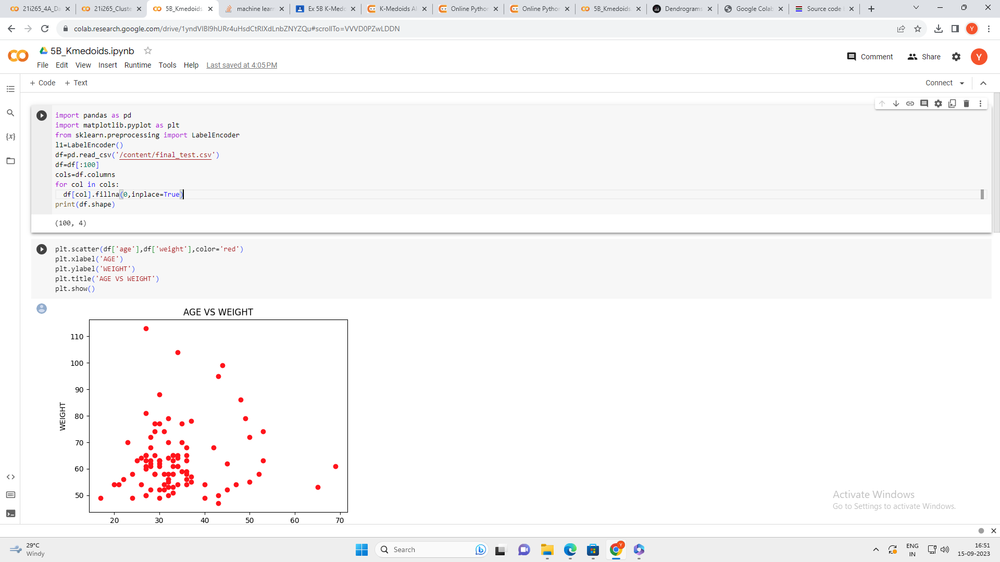 21i265_4A_Da
21i265_Cluste
5B_Kmedoids.
machine learn
Ex 5B K-Medo
K-Medoids Al
Online Python
Online Python
5B_Kmedoids.
Dendrograms
Google Colab
Source code
colab.research.google.com/drive/1yndVIBl9hURr4uHsdCtRlXdLnbZNYZQu#scrollTo=VVVD0PZwLDDN
Y
5B_Kmedoids.ipynb
Comment
Share
Y
File Edit View Insert Runtime Tools Help Last saved at 4:05 PM
+ Code + Text
Connect
import pandas as pd
import matplotlib.pyplot as plt
from sklearn.preprocessing import LabelEncoder
l1=LabelEncoder()
df=pd.read_csv('/content/final_test.csv')
df=df[:100]
cols=df.columns
for col in cols:
df[col].fillna(0,inplace=True)
print(df.shape)
(100, 4)
{x}
plt.scatter(df['age'],df['weight'],color='red')
plt.xlabel('AGE')
plt.ylabel('WEIGHT')
plt.title('AGE VS WEIGHT')
plt.show()
AGE VS WEIGHT
110
100
90
80
70
60
50
WEIGHT
20 30 40 50 60 70
Activate Windows
Go to Settings to activate Windows.
29°C
Windy
Search
Y
ENG
IN
16:51
15-09-2023